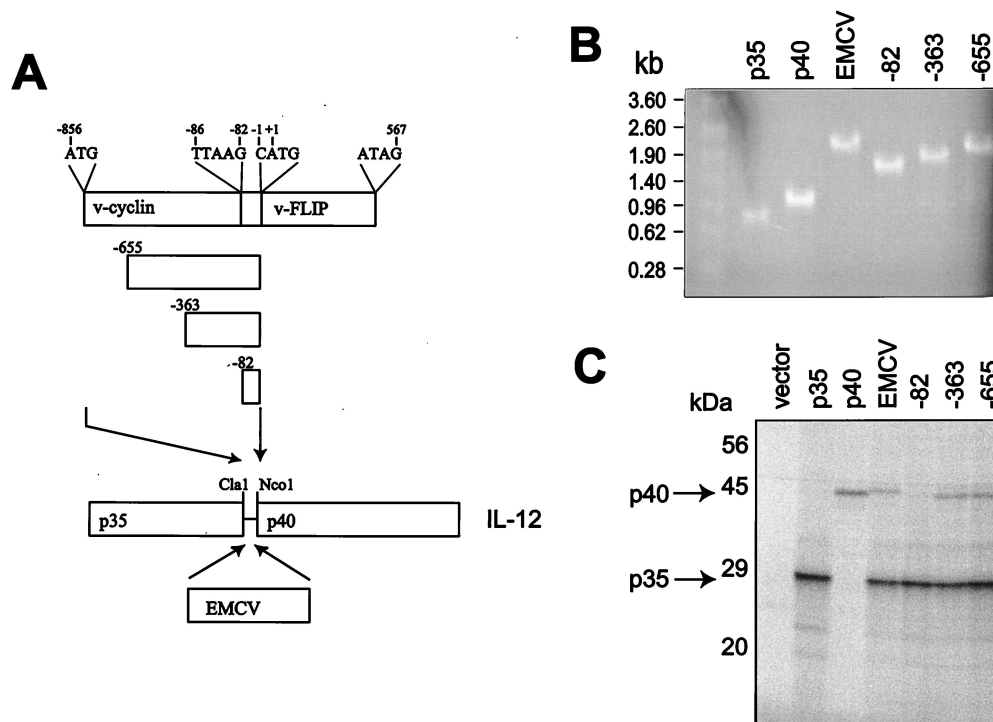 A
-856
-86
-82
-1
+1
567
ATG
TTAAG
CATG
ATAG
v-cyclin
v-FLIP
-655
-363
-82
Cla1
Nco1
p35
p40
IL-12
EMCV
B
kb
p35
p40
EMCV
-82
-363
-655
3.60
2.60
1.90
1.40
0.96
0.62
0.28
C
kDa
vector
p35
p40
EMCV
-82
-363
-655
56
p40
45
p35
29
20